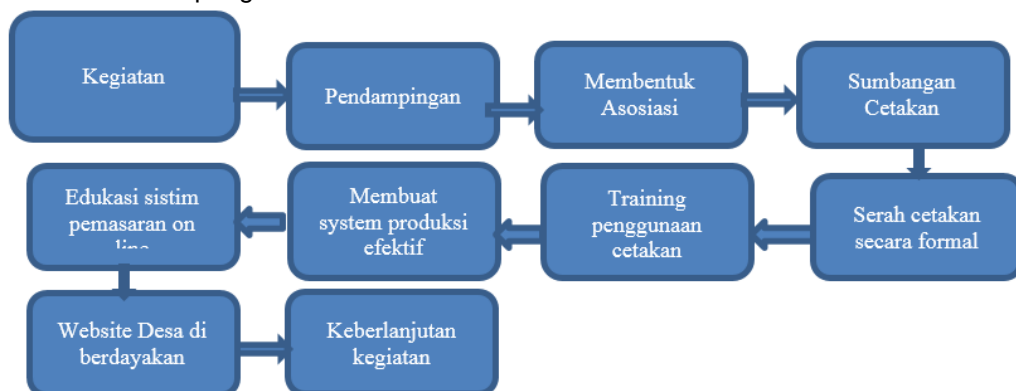 Kegiatan
Pendampingan
Membentuk
Asosiasi
Sumbangan
Cetakan
Serah cetakan
secara formal
Training
penggunaan
cetakan
Membuat
system produksi
efektif
Edukasi sistim
pemasaran on
line
Website Desa di
berdayakan
Keberlanjutan
kegiatan